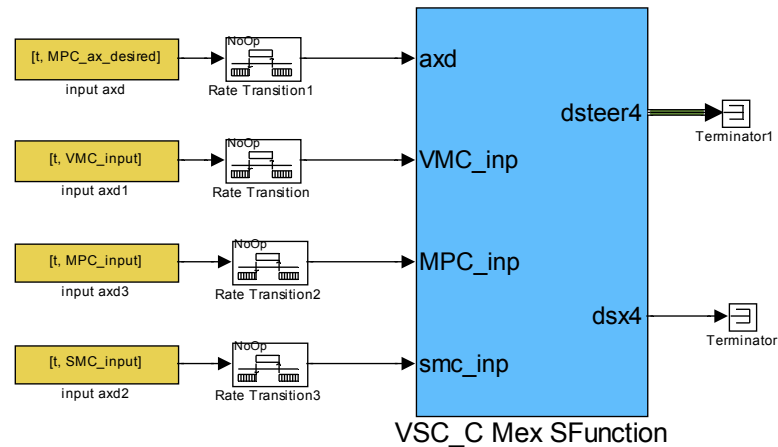 [t, MPC_ax_desired]
input axd
NoOp
Rate Transition1
axd
dsteer4
Terminator1
[t, VMC_input]
input axd1
NoOp
Rate Transition
VMC_inp
[t, MPC_input]
input axd3
NoOp
Rate Transition2
MPC_inp
dsx4
Terminator
[t, SMC_input]
input axd2
NoOp
Rate Transition3
smc_inp
VSC_C Mex SFunction